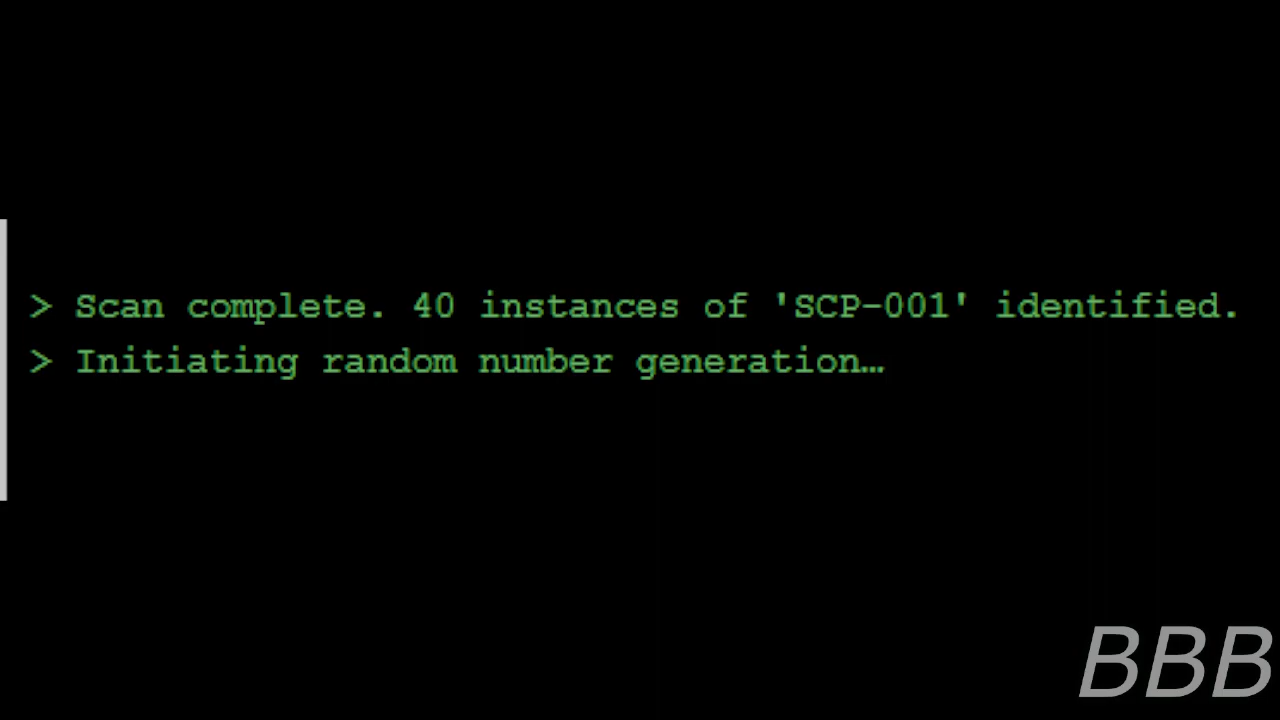 > Scan complete. 40 instances of 'SCP-001' identified.
> Initiating random number generation…
BBB